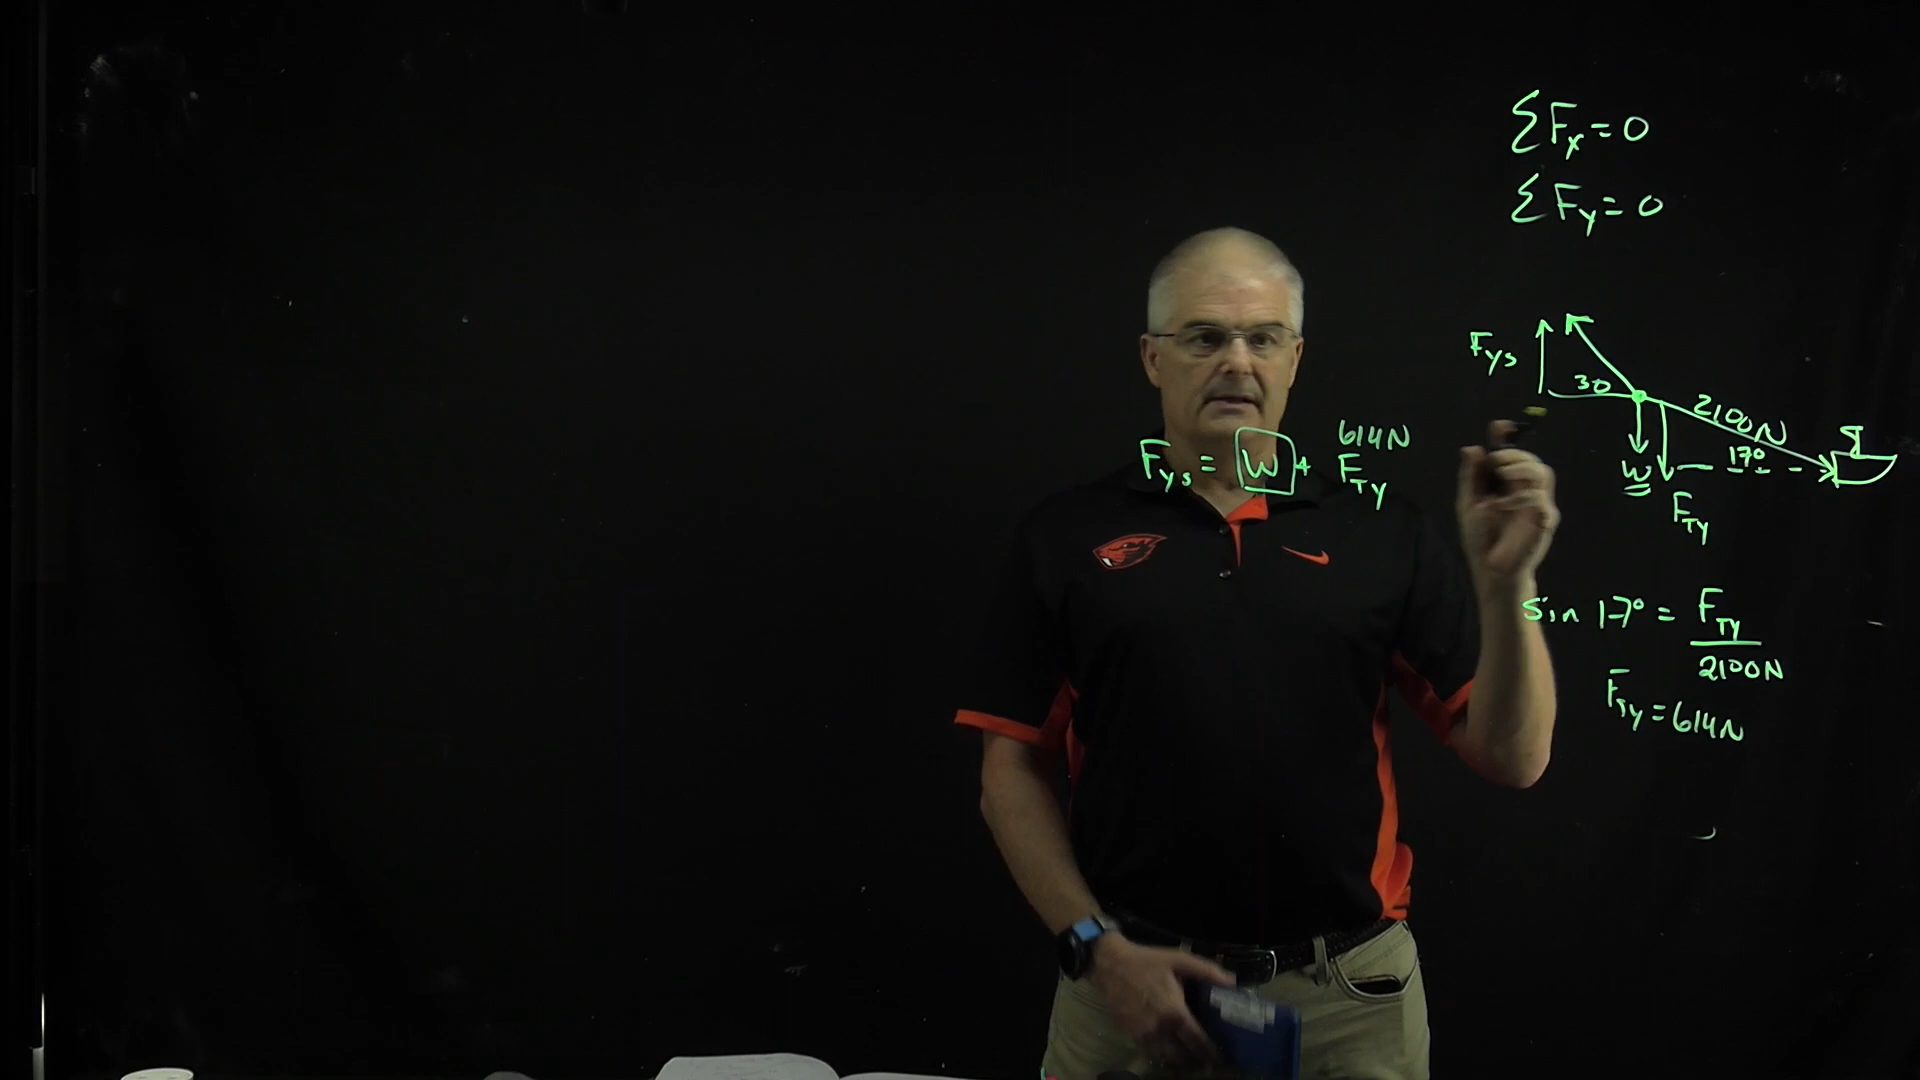 ΣFx = 0
ΣFy = 0
Fys
30
2100N
17°
W
FTy
614N
Fys = W + FTy
sin 17° = FTy / 2100N
FTy = 614N